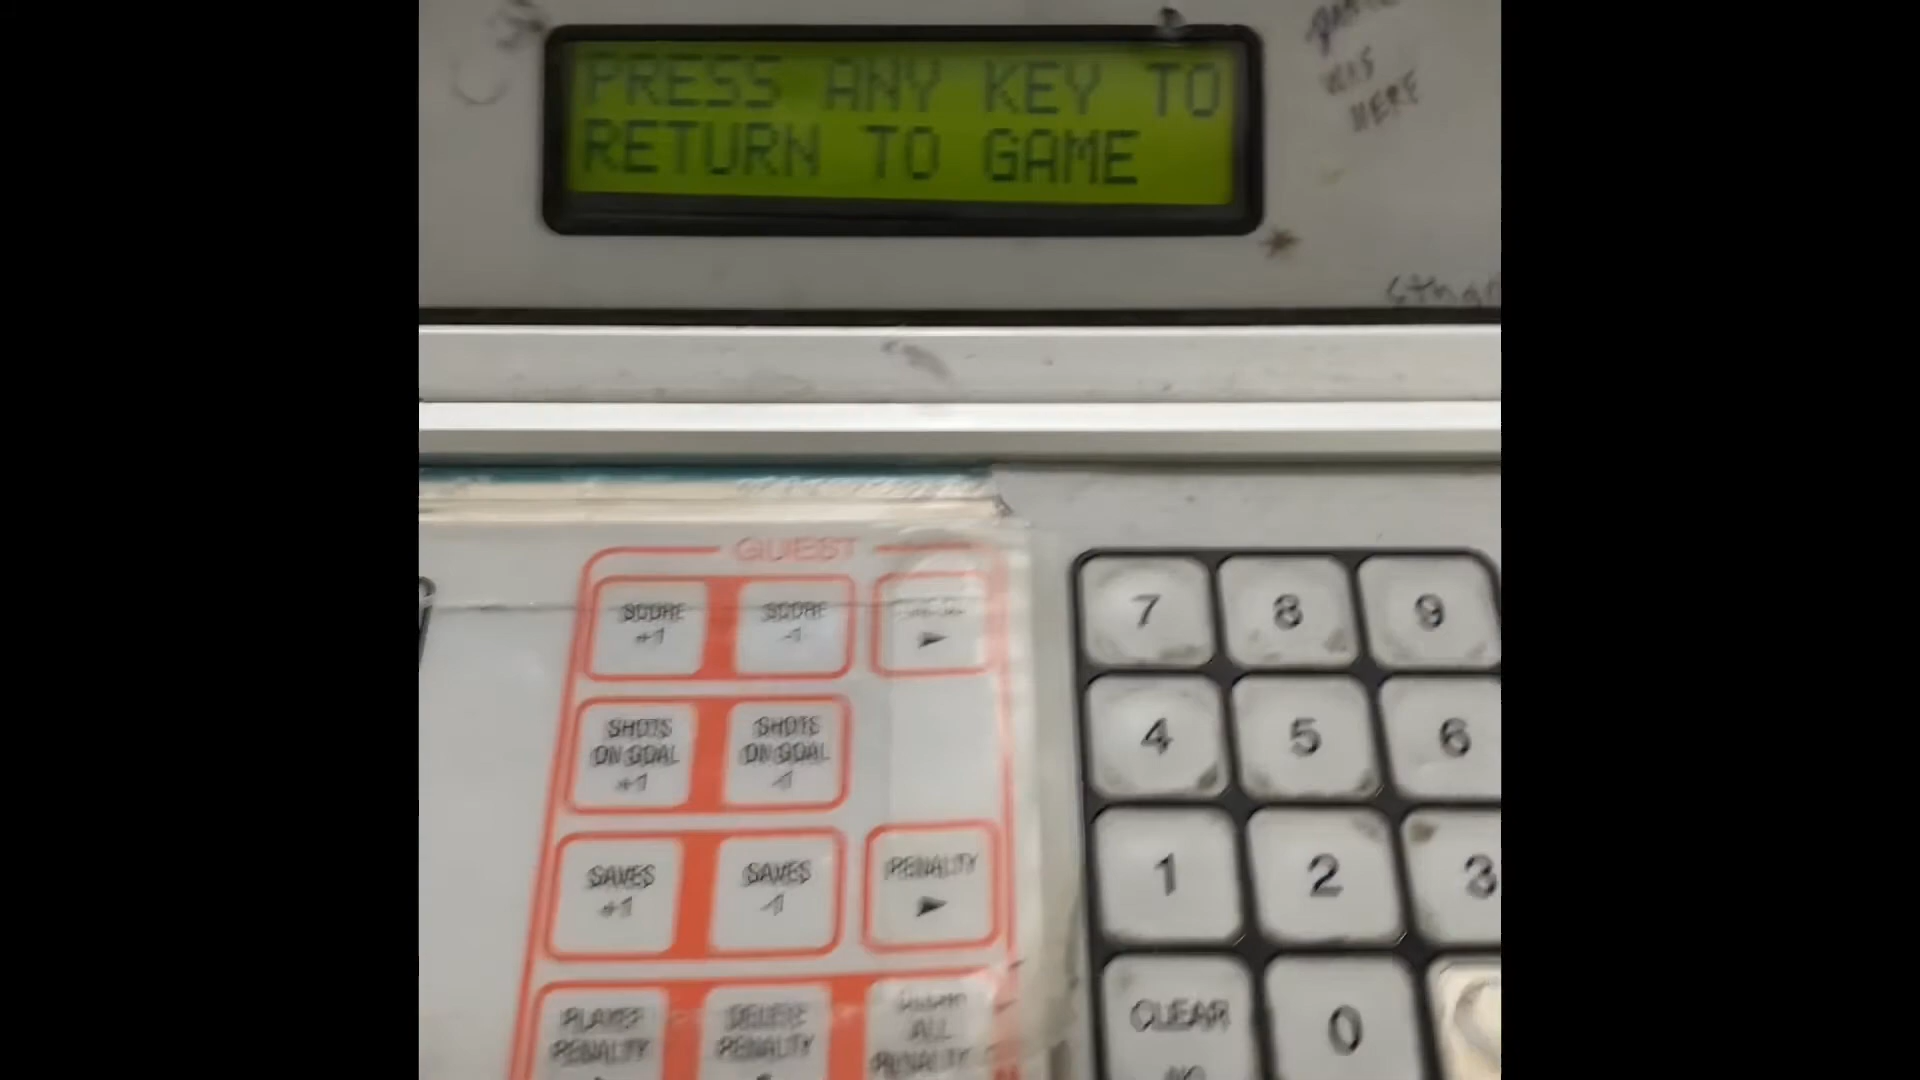 PRESS ANY KEY TO
RETURN TO GAME
WAS
HERE
GUEST
SCORE
+1
SCORE
-1
7
8
9
SHOTS
ON GOAL
+1
SHOTS
ON GOAL
-1
4
5
6
SAVES
+1
SAVES
-1
PENALTY
1
2
3
PLAYER
PENALTY
DELETE
PENALTY
ALL
PENALTY
CLEAR
NO
0